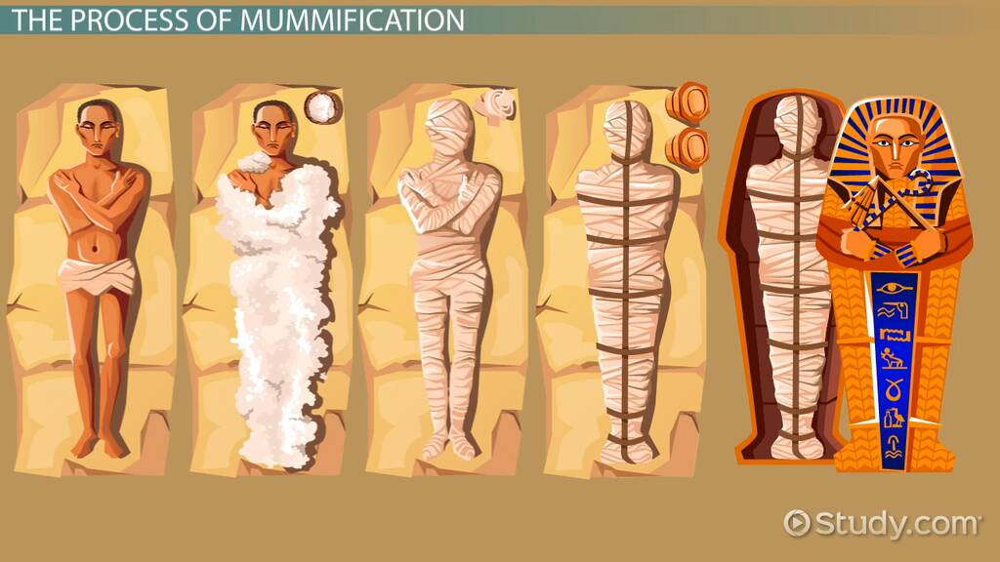 THE PROCESS OF MUMMIFICATION
Study.com